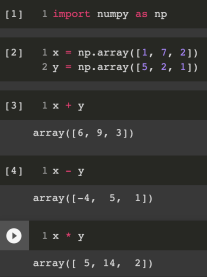 [1] 1 import numpy as np
[2] 1 x = np.array([1, 7, 2])
2 y = np.array([5, 2, 1])
[3] 1 x + y
array([6, 9, 3])
[4] 1 x - y
array([-4,  5,  1])
1 x * y
array([ 5, 14,  2])